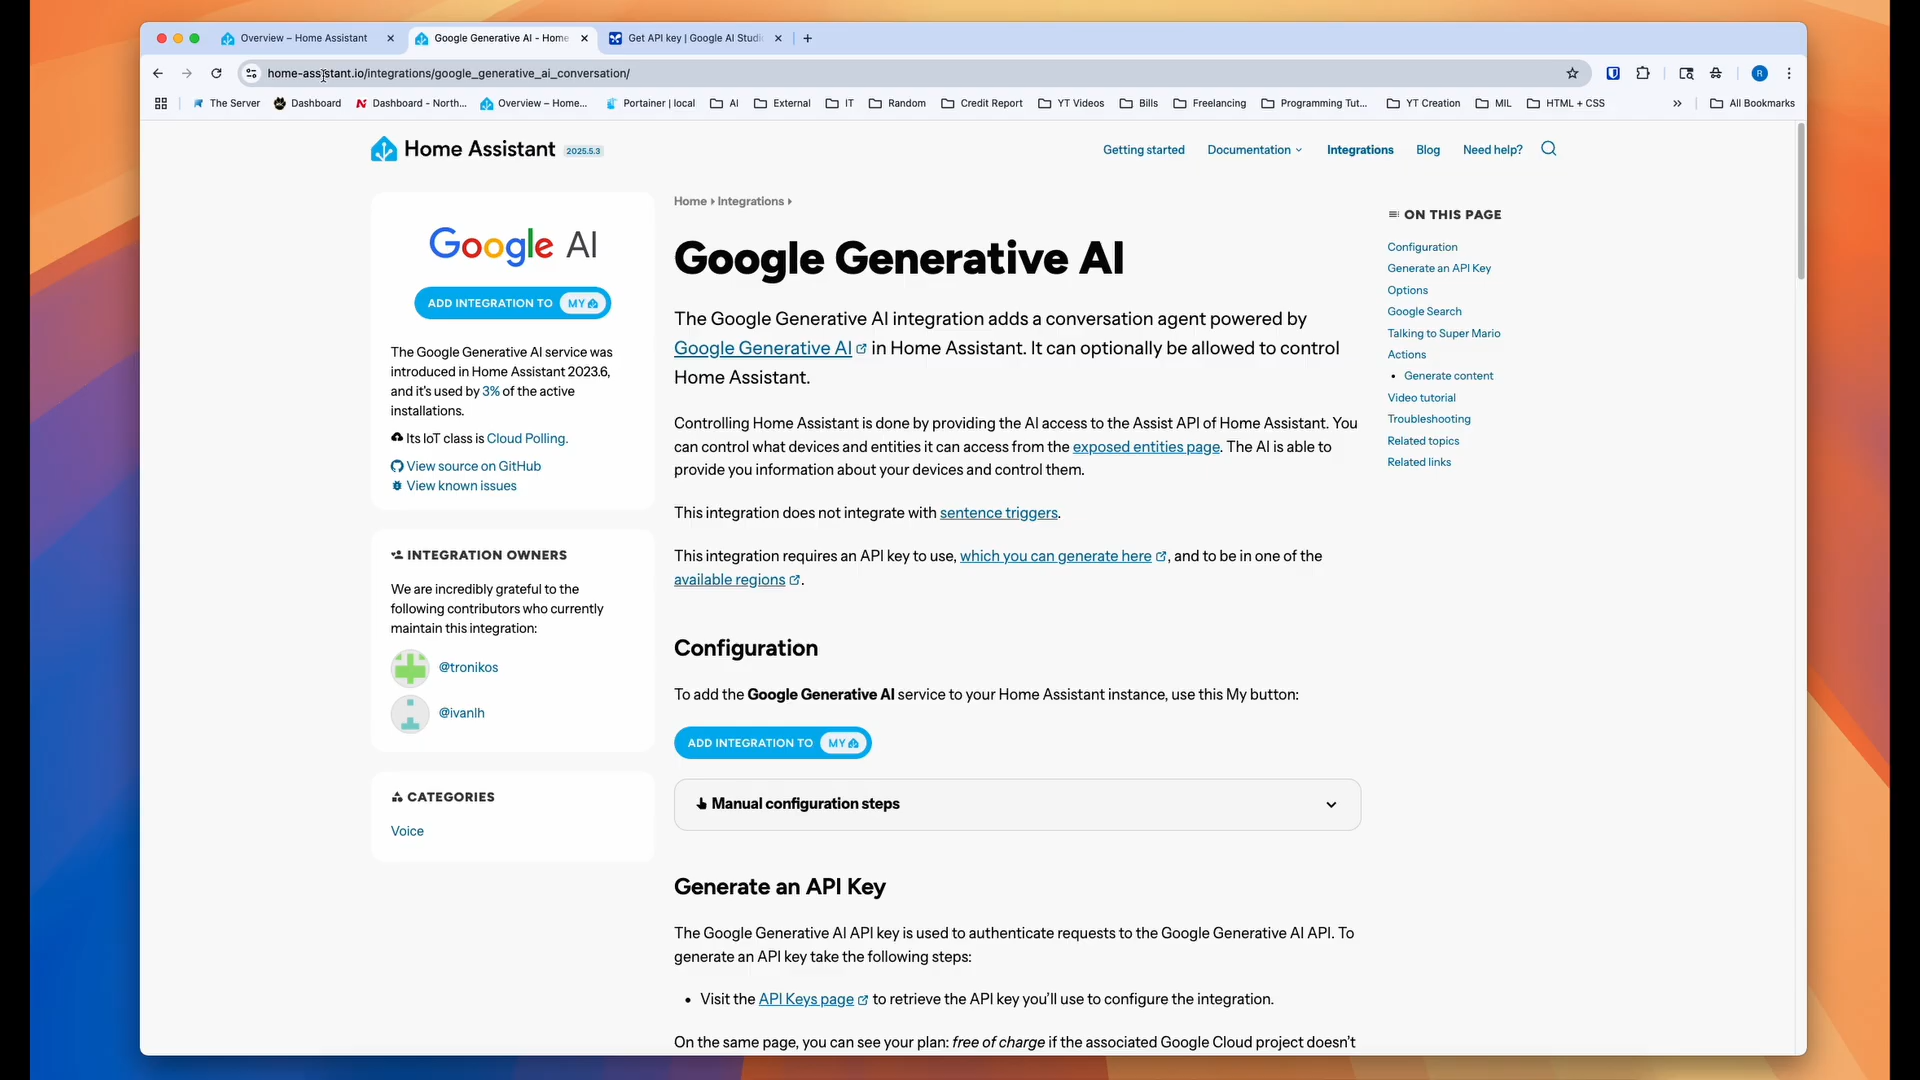 Overview – Home Assistant
Google Generative AI - Home
Get API key | Google AI Studi
home-assistant.io/integrations/google_generative_ai_conversation/
R
The Server
Dashboard
Dashboard - North...
Overview – Home...
Portainer | local
AI
External
IT
Random
Credit Report
YT Videos
Bills
Freelancing
Programming Tut...
YT Creation
MIL
HTML + CSS
All Bookmarks
Home Assistant 2025.5.3
Getting started
Documentation
Integrations
Blog
Need help?
Google AI
ADD INTEGRATION TO MY
The Google Generative AI service was
introduced in Home Assistant 2023.6,
and it's used by 3% of the active
installations.
Its IoT class is Cloud Polling.
View source on GitHub
View known issues
INTEGRATION OWNERS
We are incredibly grateful to the
following contributors who currently
maintain this integration:
@tronikos
@ivanlh
CATEGORIES
Voice
Home Integrations
Google Generative AI
The Google Generative AI integration adds a conversation agent powered by
Google Generative AI in Home Assistant. It can optionally be allowed to control
Home Assistant.
Controlling Home Assistant is done by providing the AI access to the Assist API of Home Assistant. You
can control what devices and entities it can access from the exposed entities page. The AI is able to
provide you information about your devices and control them.
This integration does not integrate with sentence triggers.
This integration requires an API key to use, which you can generate here, and to be in one of the
available regions.
Configuration
To add the Google Generative AI service to your Home Assistant instance, use this My button:
ADD INTEGRATION TO MY
Manual configuration steps
Generate an API Key
The Google Generative AI API key is used to authenticate requests to the Google Generative AI API. To
generate an API key take the following steps:
• Visit the API Keys page to retrieve the API key you'll use to configure the integration.
On the same page, you can see your plan: free of charge if the associated Google Cloud project doesn't
ON THIS PAGE
Configuration
Generate an API Key
Options
Google Search
Talking to Super Mario
Actions
• Generate content
Video tutorial
Troubleshooting
Related topics
Related links